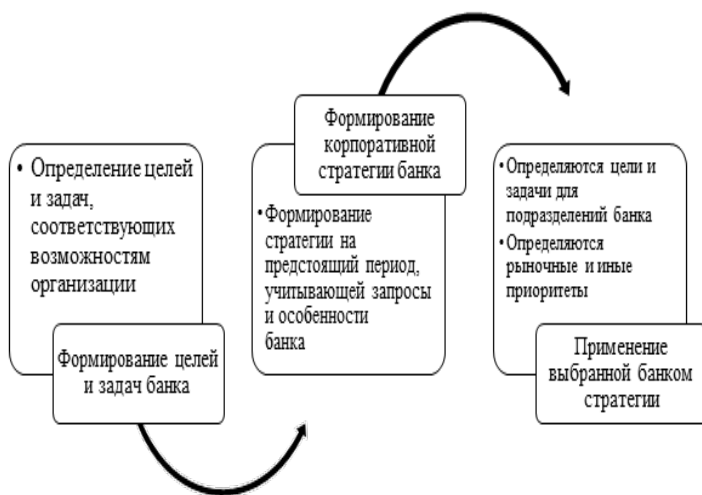 • Определение целей
и задач,
соответствующих
возможностям
организации
Формирование целей
и задач банка
Формирование
корпоративной
стратегии банка
• Формирование
стратегии на
предстоящий период,
учитывающей запросы
и особенности
банка
• Определяются цели и
задачи для
подразделений банка
• Определяются
рыночные и иные
приоритеты
Применение
выбранной банком
стратегии